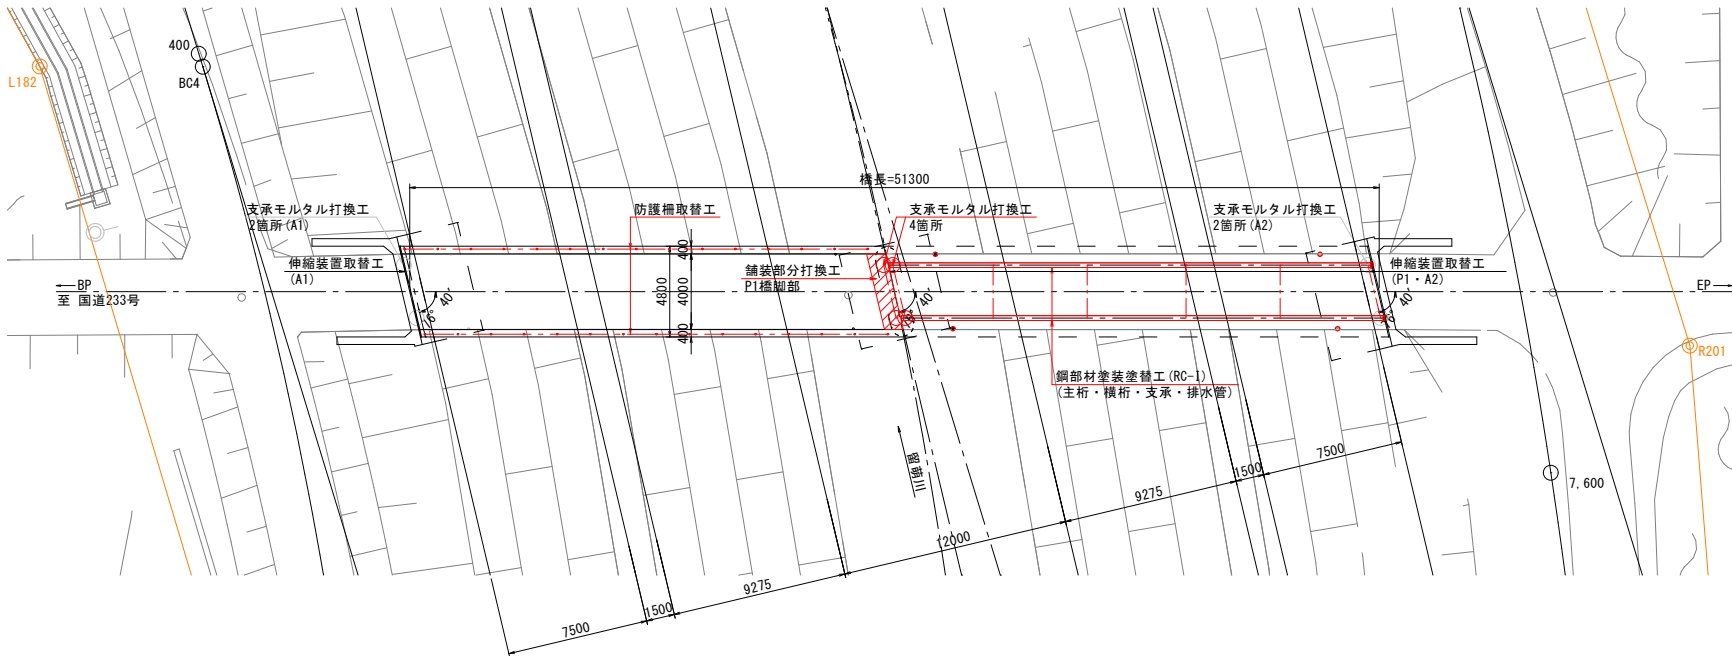 400
BC4
L182
橋長=51300
支承モルタル打換工
2箇所(A1)
防護柵取替工
支承モルタル打換工
4箇所
支承モルタル打換工
2箇所(A2)
伸縮装置取替工
(A1)
舗装部分打換工
P1橋脚部
伸縮装置取替工
(P1・A2)
BP
至 国道233号
EP
400
4800
4000
400
76°40'
40'
40'
R201
鋼部材塗装塗替工(RC-I)
(主桁・横桁・支承・排水管)
留萌川
7,600
7500
1500
9275
12000
9275
1500
7500